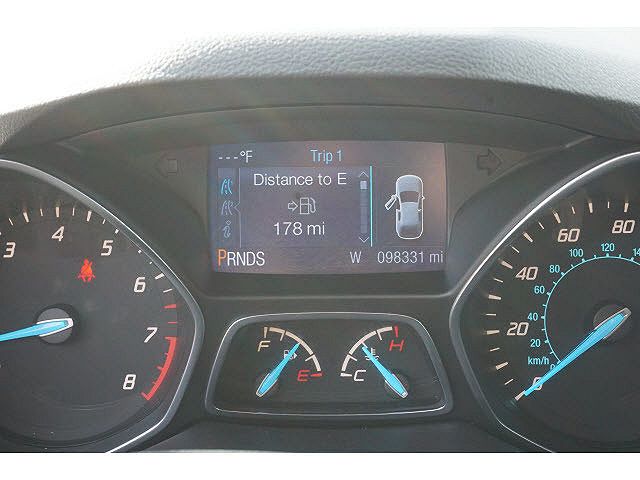 ---°F Trip 1
Distance to E
178 mi
PRNDS W 098331 mi
3 4 5 6 7 8
F E
C H
0 20 40 60 80
km/h 20 40 60 80 100 120